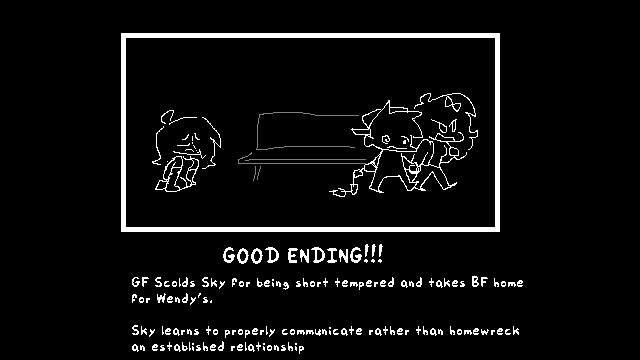 GOOD ENDING!!!
GF Scolds Sky for being short tempered and takes BF home
for Wendy's.
Sky learns to properly communicate rather than homewreck
an established relationship